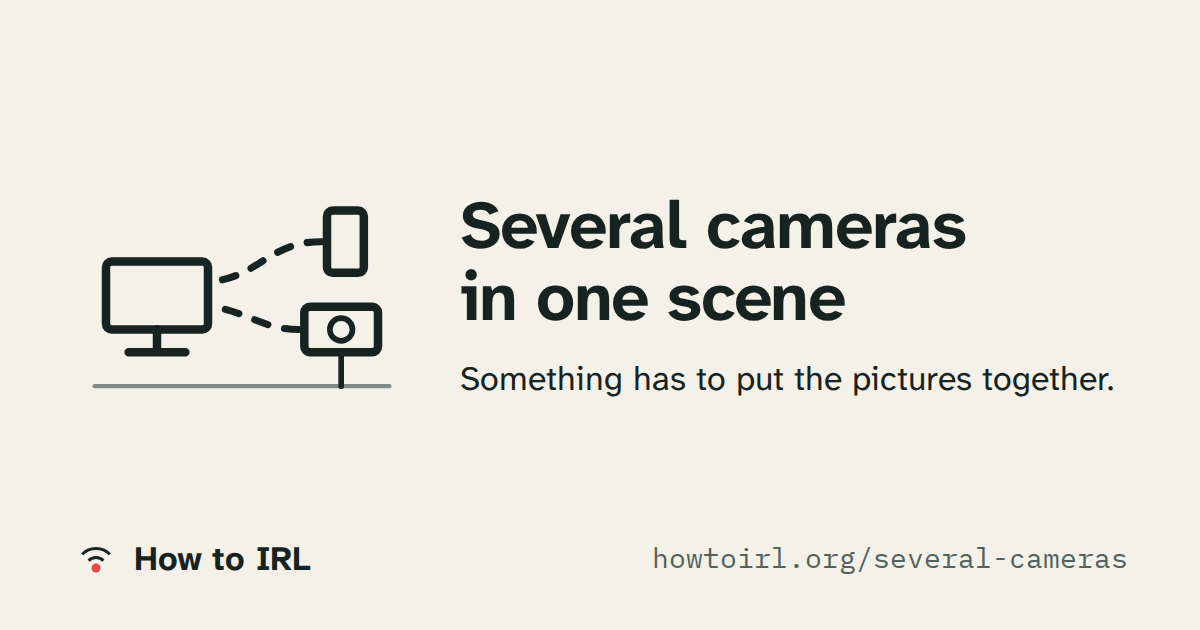 Several cameras
in one scene
Something has to put the pictures together.
How to IRL
howtoirl.org/several-cameras